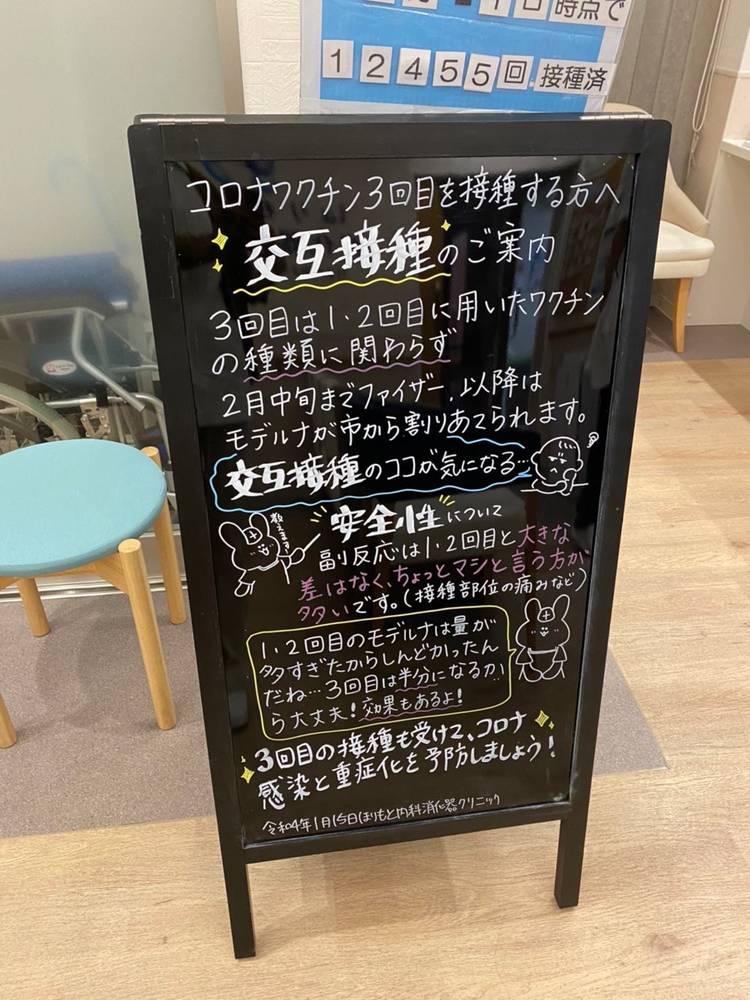 時点で
12455回接種済
コロナワクチン3回目を接種する方へ
交互接種のご案内
3回目は1・2回目に用いたワクチン
の種類に関わらず
2月中旬までファイザー、以降は
モデルナが市から割りあてられます。
交互接種のココが気になる…
教えます
安全性について
副反応は1・2回目と大きな
差はなく、ちょっとマシと言う方が
多いです。(接種部位の痛みなど)
1・2回目のモデルナは量が
多すぎたからしんどかったん
だね…3回目は半分になるか
ら大丈夫!効果もあるよ!
3回目の接種も受けて、コロナ
感染と重症化を予防しましょう!
令和4年1月15日ほりもと内科消化器クリニック